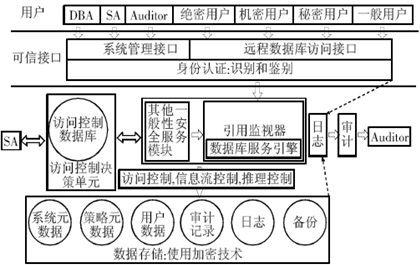 用户
DBA SA Auditor 绝密用户 机密用户 秘密用户 一般用户
可信接口
系统管理接口 远程数据库访问接口
身份认证:识别和鉴别
SA
访问控制
数据库
访问控制决
策单元
其他一
般性安
全服务
模块
引用监视器
数据库服务引擎
日志
审计
Auditor
访问控制,信息流控制,推理控制
系统元
数据
策略元
数据
用户
数据
审计
记录
日志
备份
数据存储:使用加密技术